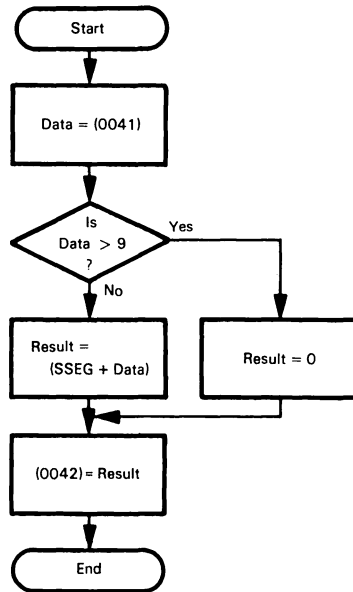 Start
Data = (0041)
Is
Data > 9
?
Yes
No
Result =
(SSEG + Data)
Result = 0
(0042) = Result
End